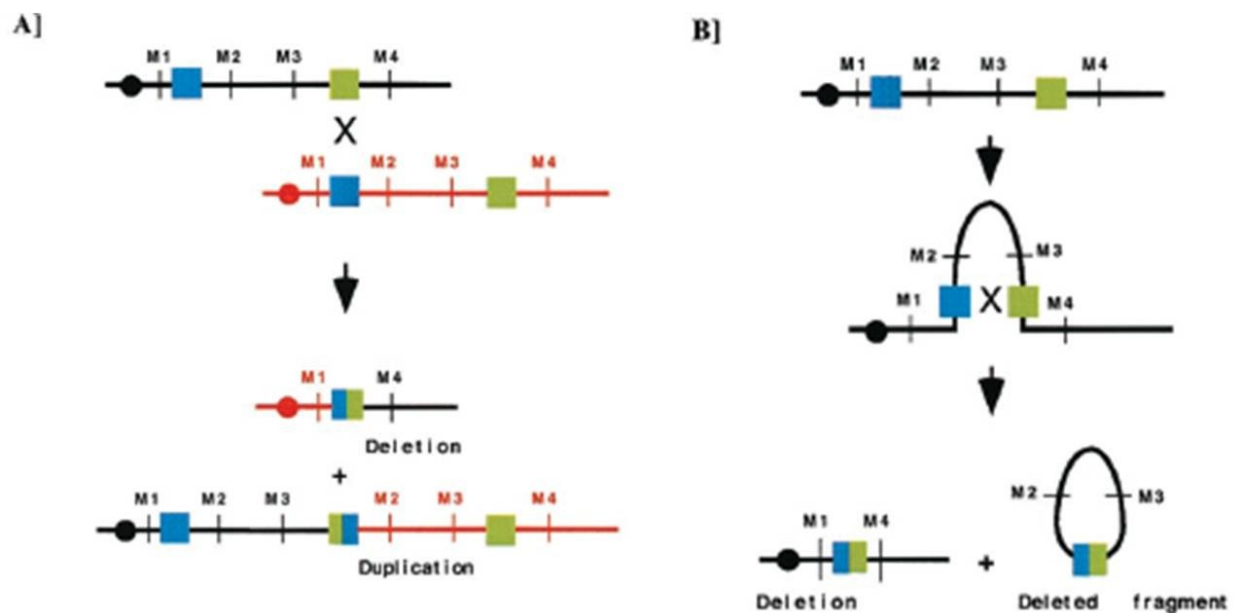 A]
M1 M2 M3 M4
X
M1 M2 M3 M4
M1 M4
Deletion
+
M1 M2 M3 M2 M3 M4
Duplication
B]
M1 M2 M3 M4
M2 M3
M1 X M4
M2 M3
M1 M4
+
Deletion Deleted fragment